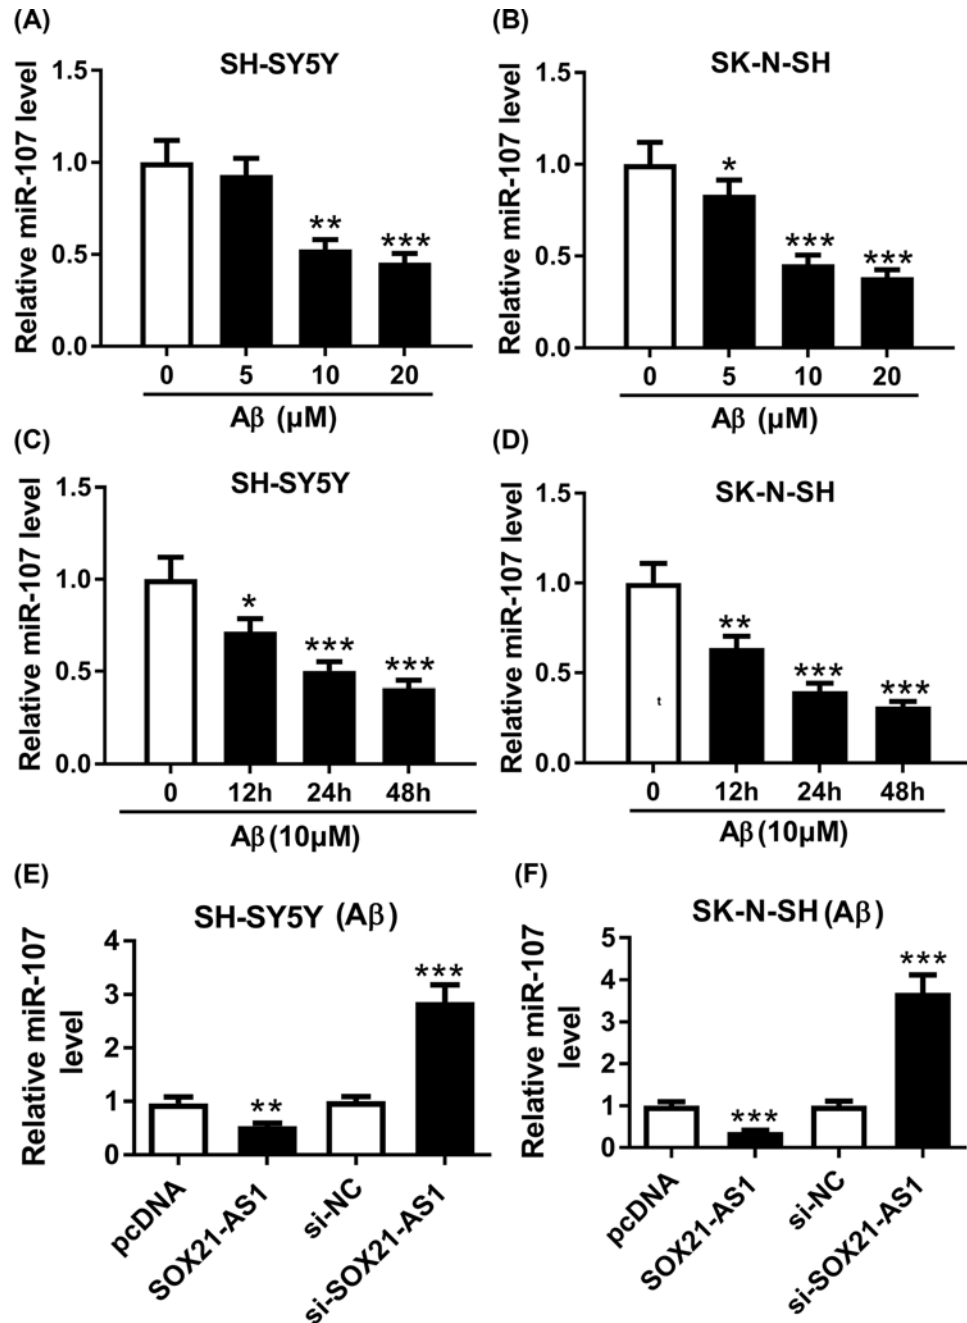 (A)
SH-SY5Y
Relative miR-107 level
1.5
1.0
0.5
0.0
**
***
0 5 10 20
Aβ (µM)
(B)
SK-N-SH
Relative miR-107 level
1.5
1.0
0.5
0.0
*
***
***
0 5 10 20
Aβ (µM)
(C)
SH-SY5Y
Relative miR-107 level
1.5
1.0
0.5
0.0
*
***
***
0 12h 24h 48h
Aβ(10µM)
(D)
SK-N-SH
Relative miR-107 level
1.5
1.0
0.5
0.0
**
***
***
t
0 12h 24h 48h
Aβ(10µM)
(E)
SH-SY5Y (Aβ)
Relative miR-107
level
4
3
2
1
0
**
***
pcDNA
SOX21-AS1
si-NC
si-SOX21-AS1
(F)
SK-N-SH (Aβ)
Relative miR-107
level
5
4
3
2
1
0
***
***
pcDNA
SOX21-AS1
si-NC
si-SOX21-AS1